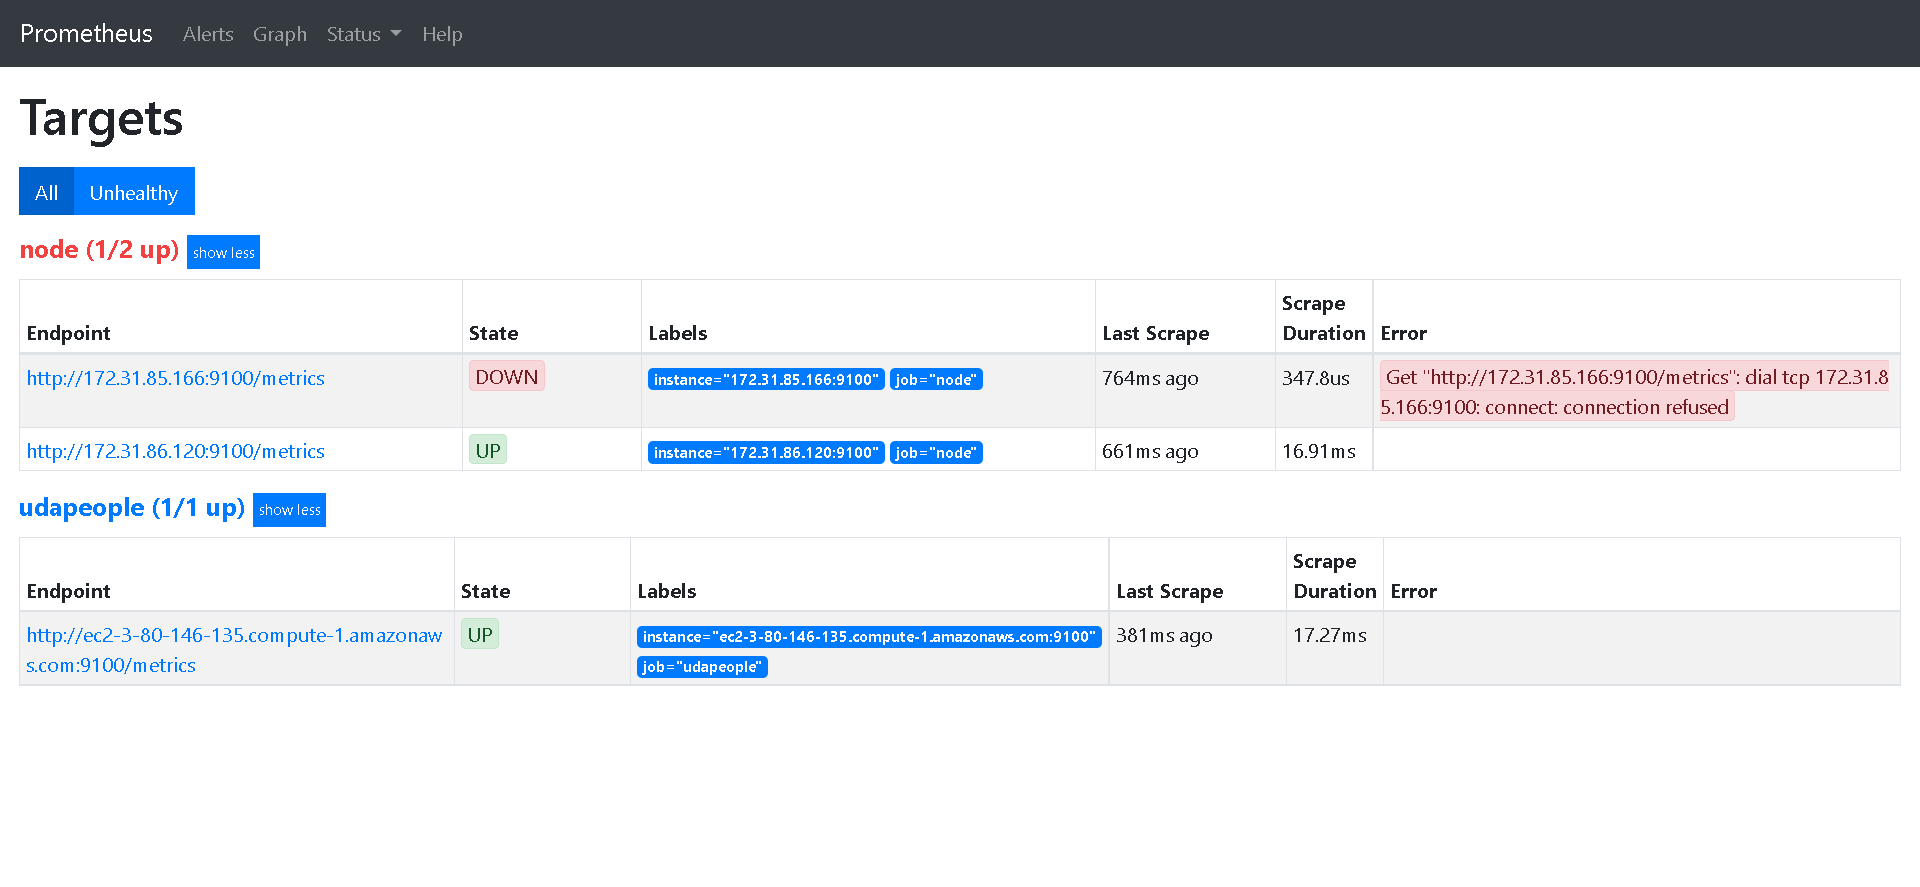 Prometheus Alerts Graph Status Help
Targets
All Unhealthy
node (1/2 up) show less
Endpoint State Labels Last Scrape Scrape Duration Error
http://172.31.85.166:9100/metrics DOWN instance="172.31.85.166:9100" job="node" 764ms ago 347.8us Get "http://172.31.85.166:9100/metrics": dial tcp 172.31.8
5.166:9100: connect: connection refused
http://172.31.86.120:9100/metrics UP instance="172.31.86.120:9100" job="node" 661ms ago 16.91ms
udapeople (1/1 up) show less
Endpoint State Labels Last Scrape Scrape Duration Error
http://ec2-3-80-146-135.compute-1.amazonaw UP instance="ec2-3-80-146-135.compute-1.amazonaws.com:9100" 381ms ago 17.27ms
s.com:9100/metrics job="udapeople"